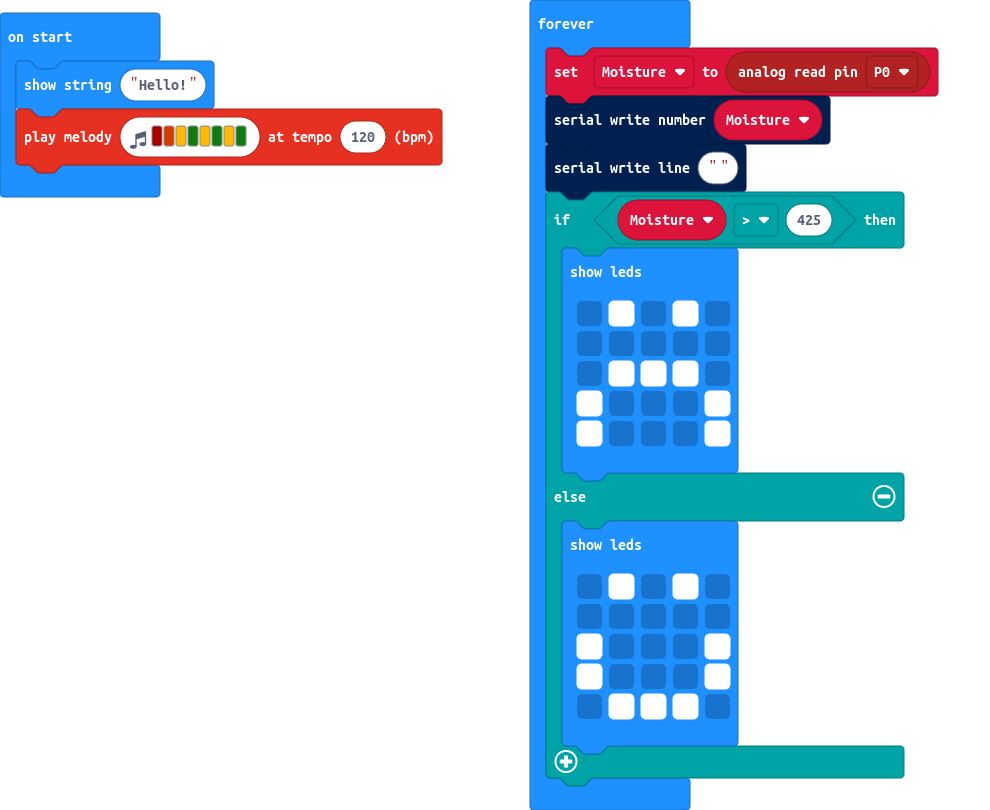 on start
show string "Hello!"
play melody at tempo 120 (bpm)
forever
set Moisture to analog read pin P0
serial write number Moisture
serial write line " "
if Moisture > 425 then
show leds
else
show leds